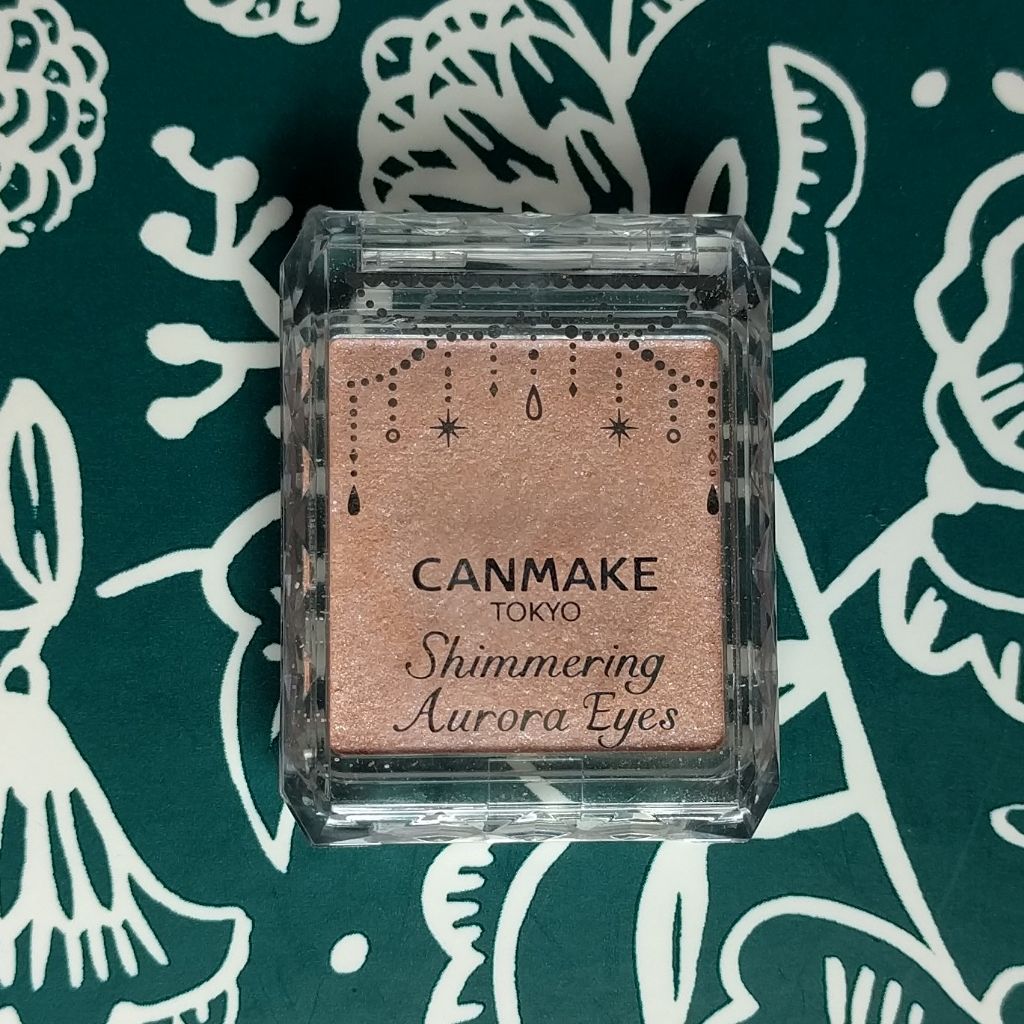 CANMAKE
TOKYO
Shimmering
Aurora Eyes